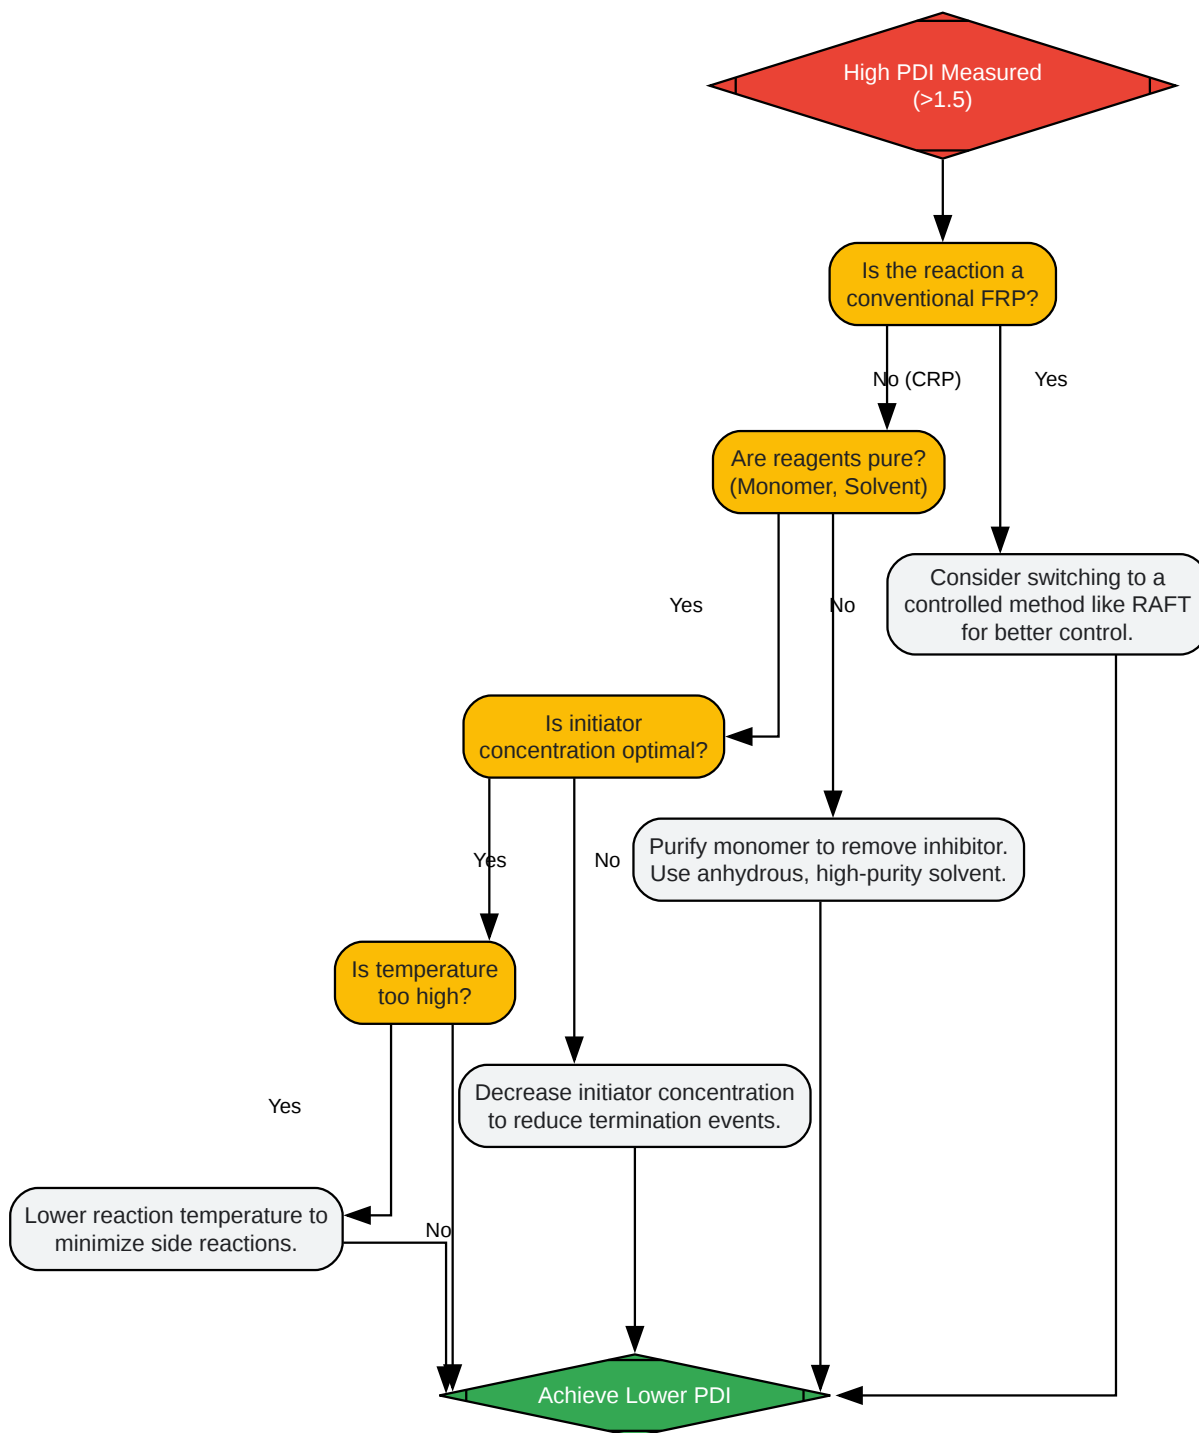 High PDI Measured
(>1.5)
Is the reaction a
conventional FRP?
No (CRP)
Yes
Are reagents pure?
(Monomer, Solvent)
Consider switching to a
controlled method like RAFT
for better control.
Yes
No
Is initiator
concentration optimal?
Purify monomer to remove inhibitor.
Use anhydrous, high-purity solvent.
Yes
No
Is temperature
too high?
Decrease initiator concentration
to reduce termination events.
Yes
Lower reaction temperature to
minimize side reactions.
No
Achieve Lower PDI